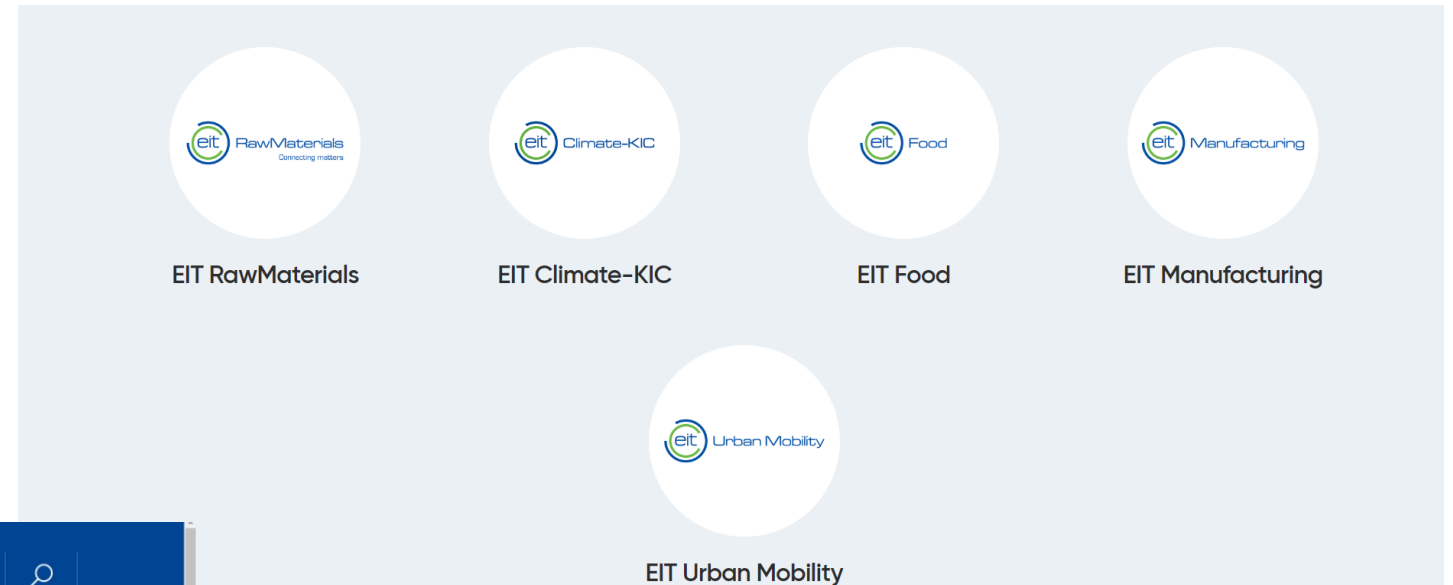 eit RawMaterials
Connecting matters
eit Climate-KIC
eit Food
eit Manufacturing
EIT RawMaterials
EIT Climate-KIC
EIT Food
EIT Manufacturing
eit Urban Mobility
EIT Urban Mobility